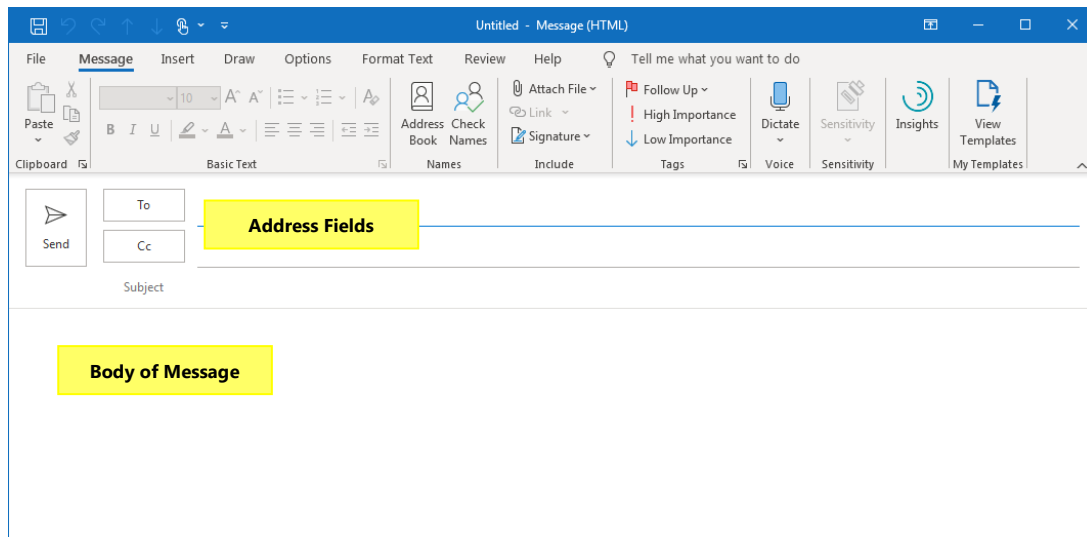 Untitled - Message (HTML)
File Message Insert Draw Options Format Text Review Help Tell me what you want to do
Paste
10
A A
A
B I U A
Address Book
Check Names
Attach File
Link
Signature
Follow Up
High Importance
Low Importance
Dictate
Sensitivity
Insights
View Templates
Clipboard Basic Text Names Include Tags Voice Sensitivity My Templates
Send
To
Cc
Subject
Address Fields
Body of Message